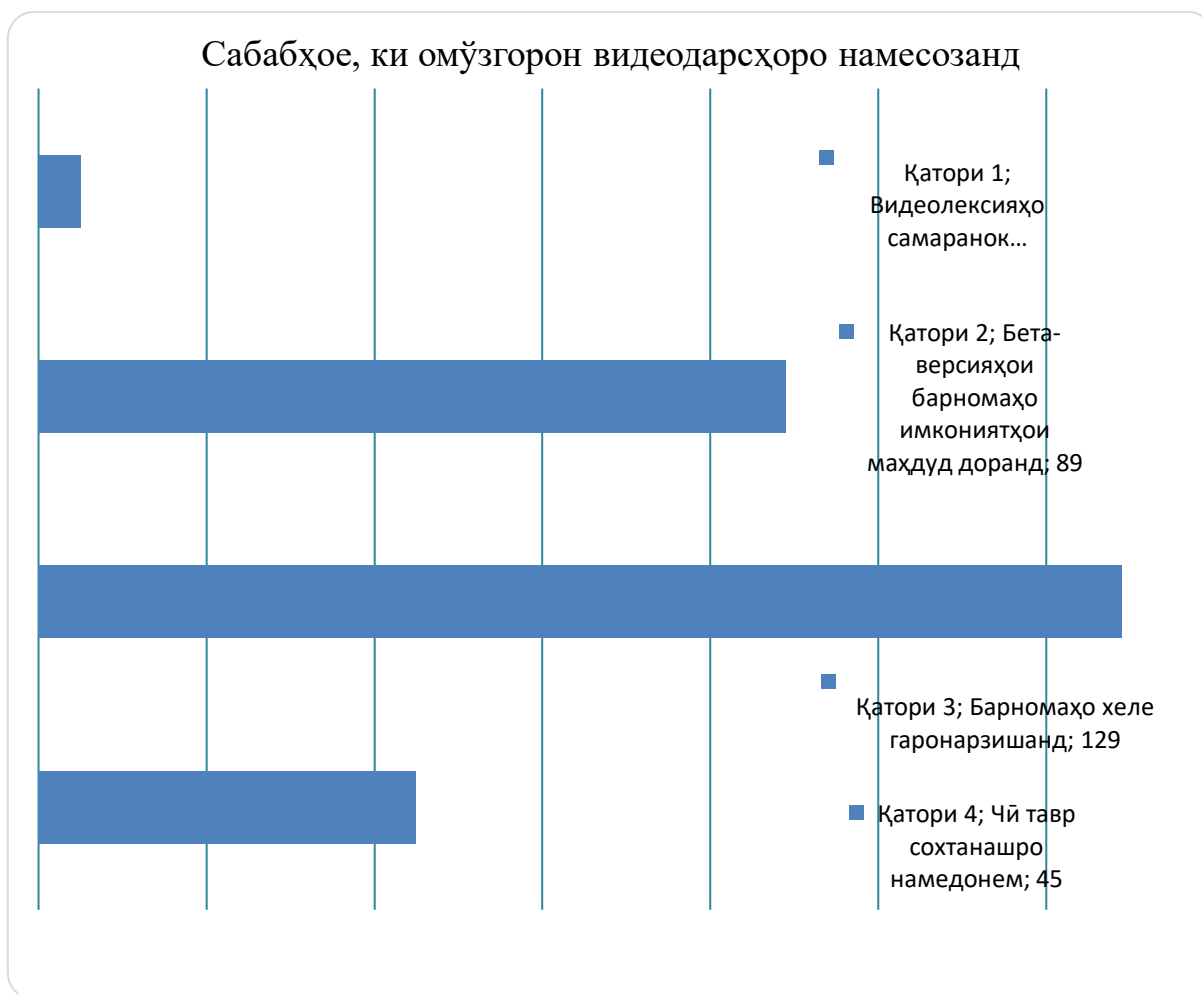 Сабабҳое, ки омӯзгорон видеодарсҳоро намесозанд
Қатори 1;
Видеолексияҳо
самаранок...
Қатори 2; Бета-
версияҳои
барномаҳо
имкониятҳои
маҳдуд доранд; 89
Қатори 3; Барномаҳо хеле
гаронарзишанд; 129
Қатори 4; Чӣ тавр
сохтанашро
намедонем; 45